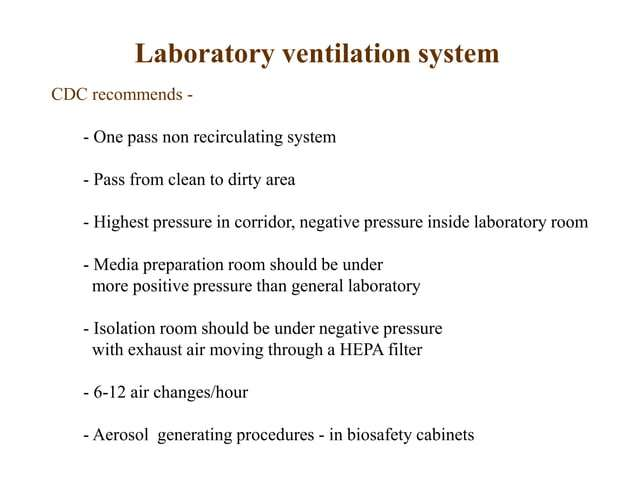 Laboratory ventilation system
CDC recommends -
- One pass non recirculating system
- Pass from clean to dirty area
- Highest pressure in corridor, negative pressure inside laboratory room
- Media preparation room should be under
more positive pressure than general laboratory
- Isolation room should be under negative pressure
with exhaust air moving through a HEPA filter
- 6-12 air changes/hour
- Aerosol  generating procedures - in biosafety cabinets